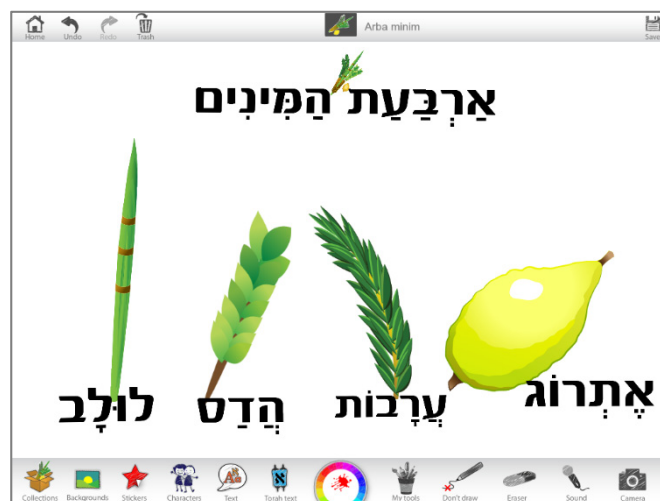 Home Undo Redo Trash Arba minim Save
אַרְבַּעַת הַמִּינִים
אֶתְרוֹג עֲרָבוֹת הֲדַס לוּלָב
Collections Backgrounds Stickers Characters Text Torah text My tools Don't draw Eraser Sound Camera